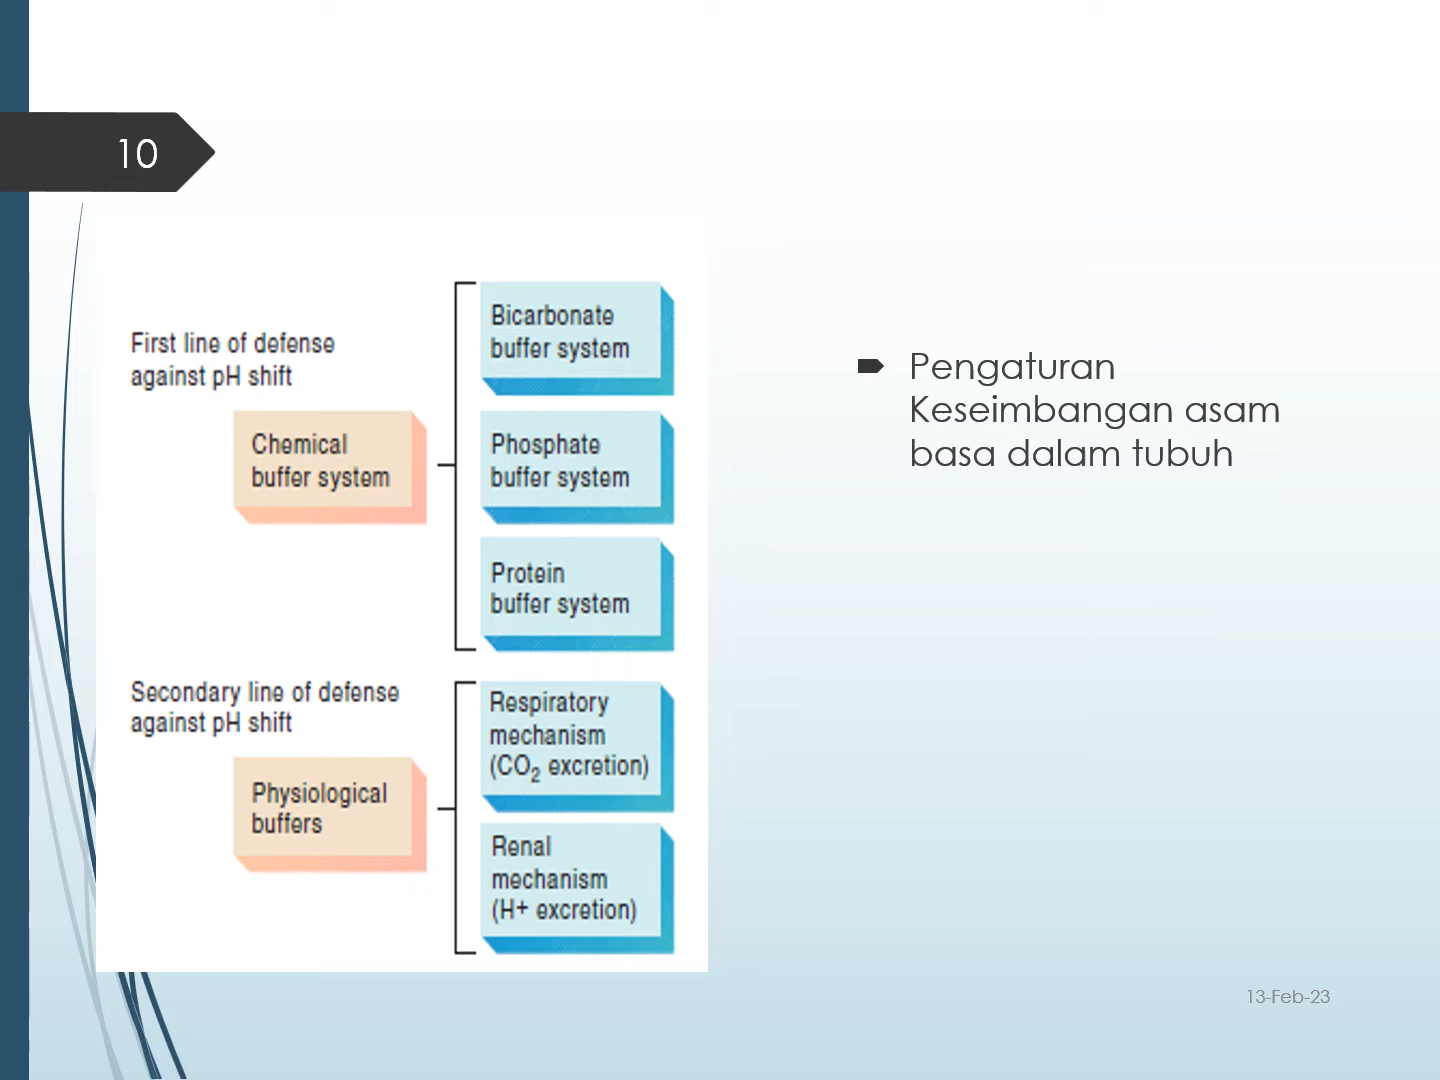 10
First line of defense
against pH shift
Chemical
buffer system
Bicarbonate
buffer system
Phosphate
buffer system
Protein
buffer system
Secondary line of defense
against pH shift
Physiological
buffers
Respiratory
mechanism
(CO₂ excretion)
Renal
mechanism
(H+ excretion)
Pengaturan
Keseimbangan asam
basa dalam tubuh
13-Feb-23